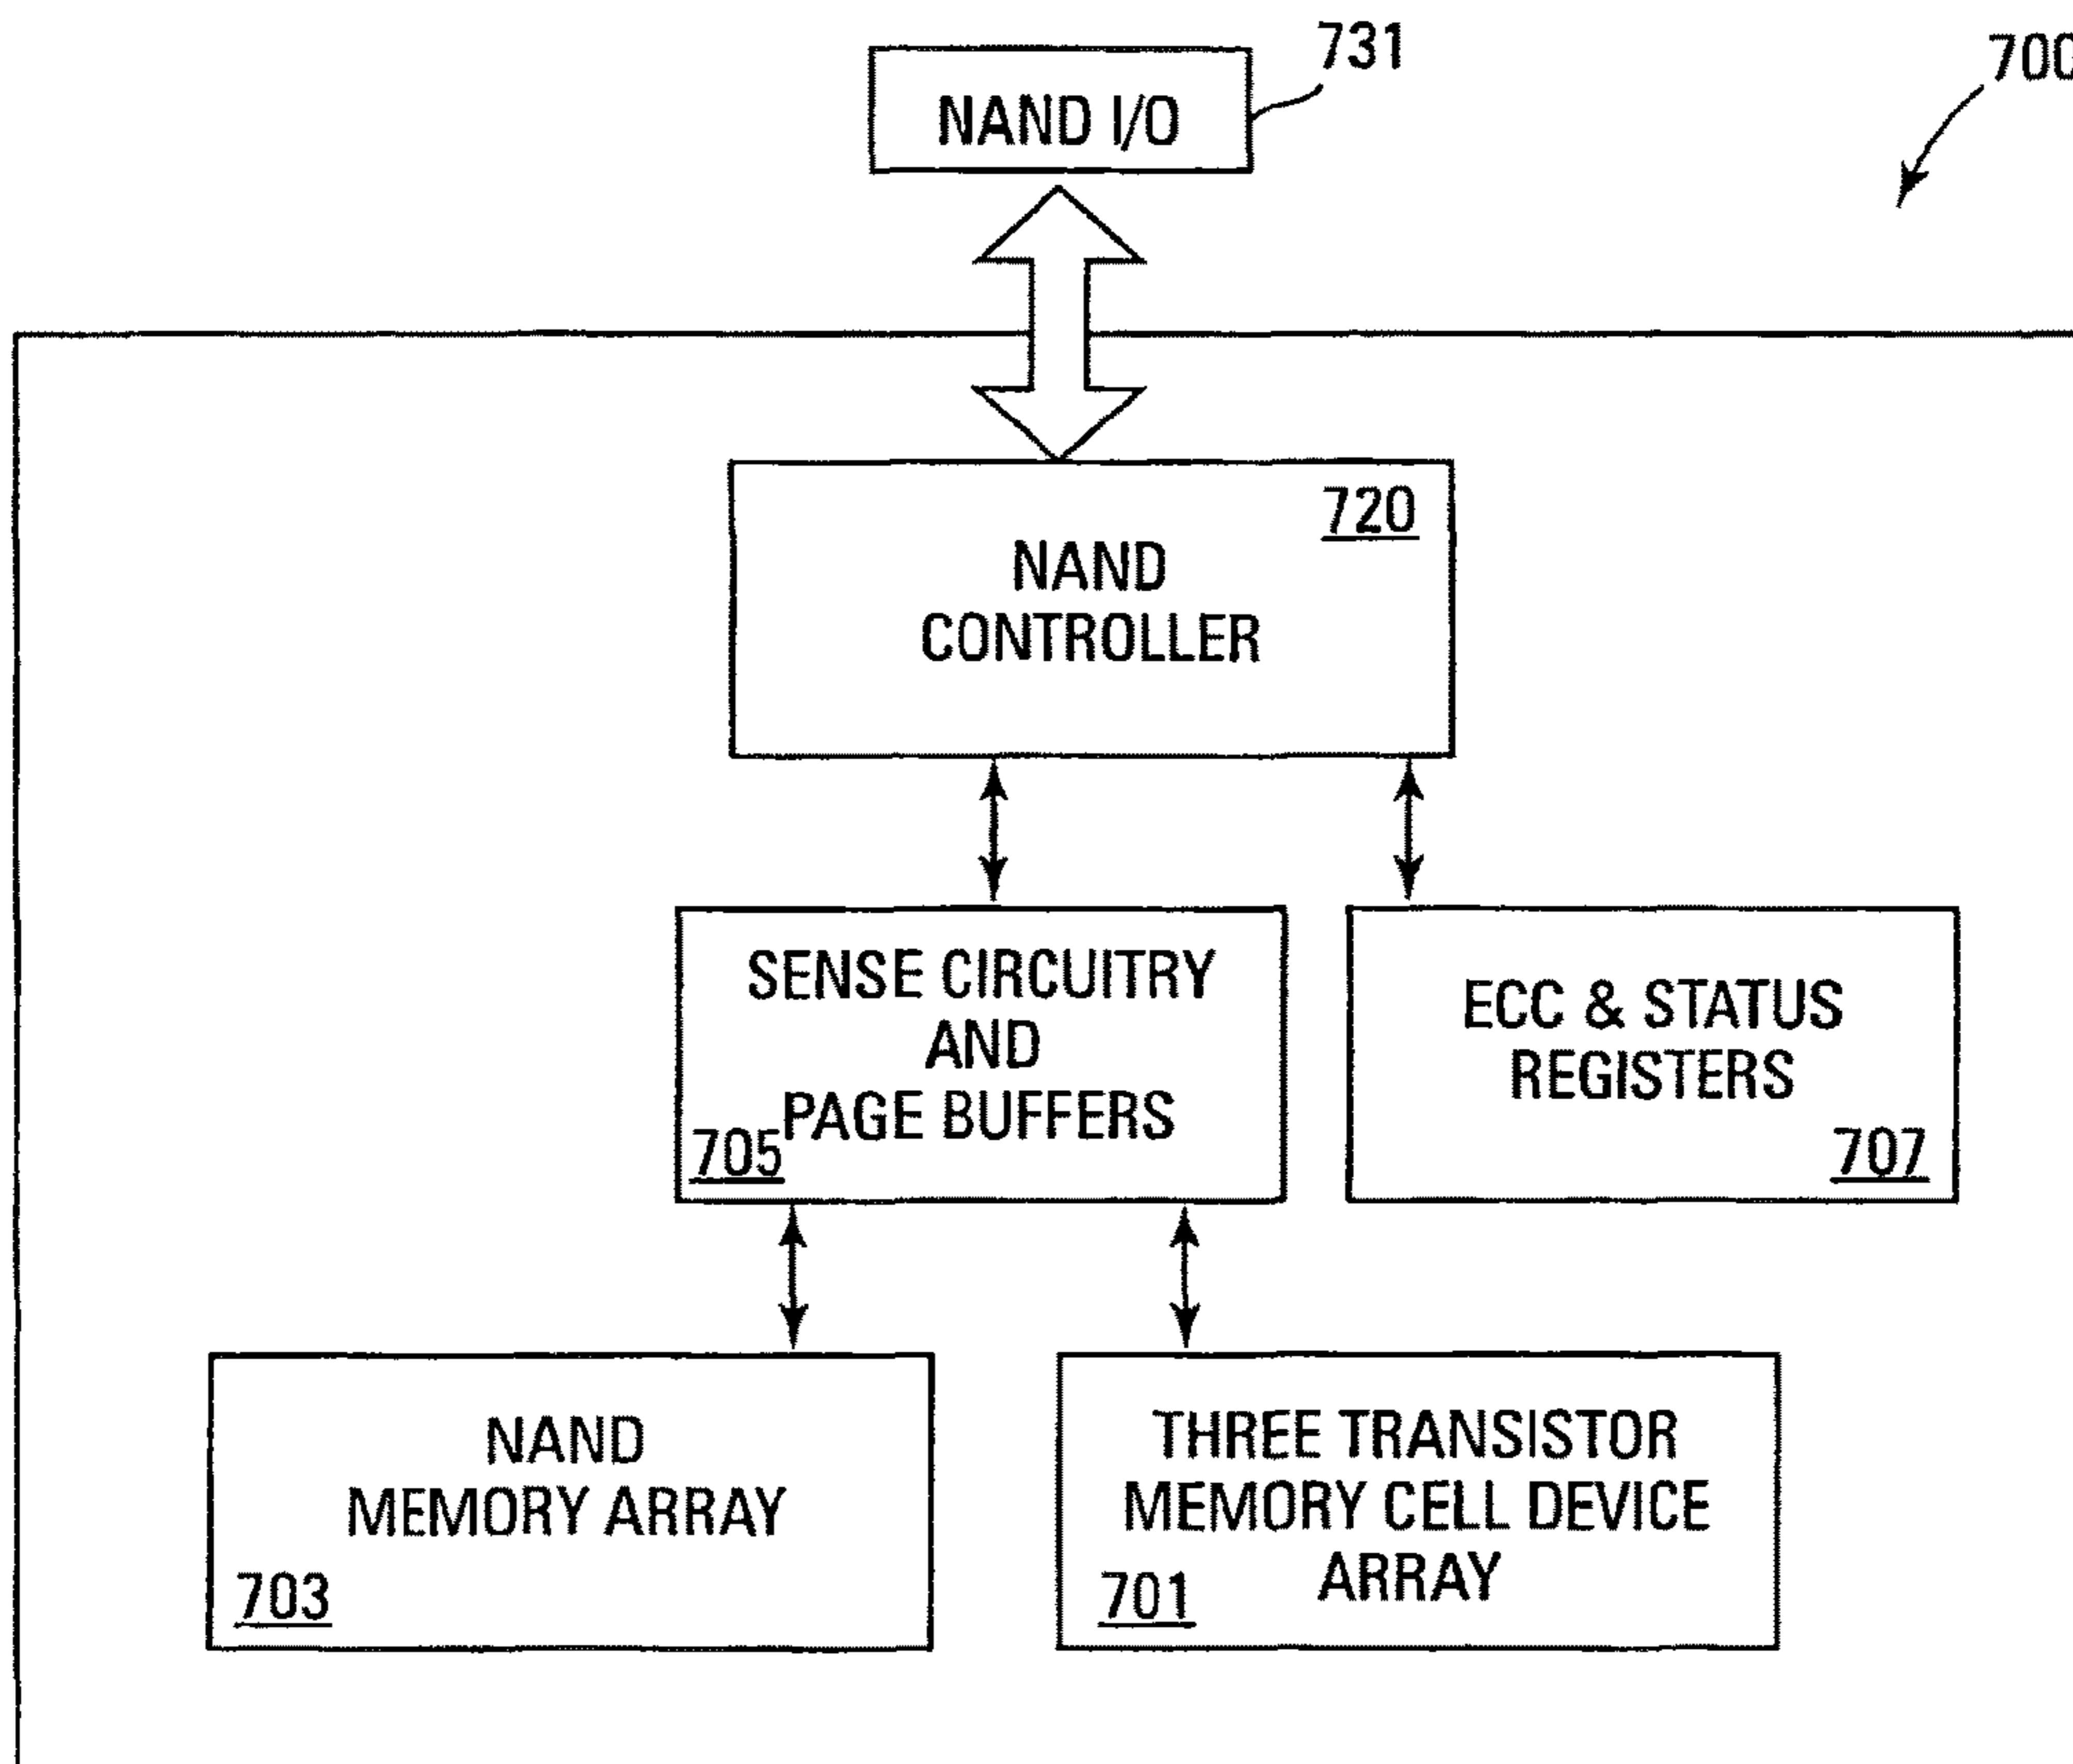 731
700
NAND I/O
720
NAND
CONTROLLER
SENSE CIRCUITRY
AND
PAGE BUFFERS
705
ECC & STATUS
REGISTERS
707
NAND
MEMORY ARRAY
703
THREE TRANSISTOR
MEMORY CELL DEVICE
ARRAY
701